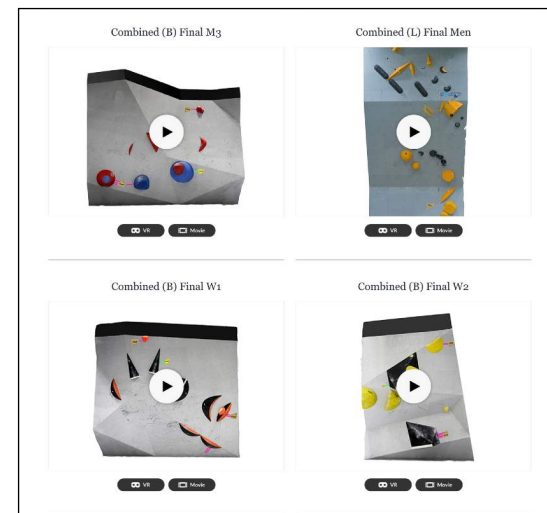 Combined (B) Final M3
Combined (L) Final Men
VR Movie
VR Movie
Combined (B) Final W1
Combined (B) Final W2
VR Movie
VR Movie